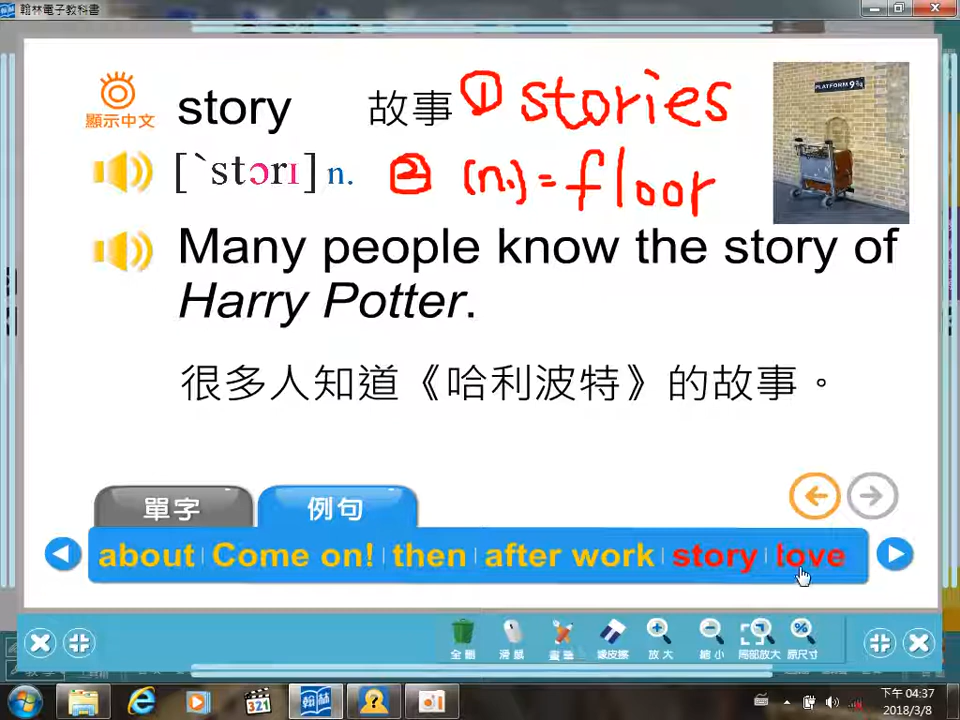 翰林電子教科書
顯示中文
story 故事 ① stories
PLATFORM 9¾
[ˋstɔrɪ] n. ② (n.) = floor
Many people know the story of
Harry Potter.
很多人知道《哈利波特》的故事。
單字 例句
about Come on! then after work story love
全刪 滑鼠 畫筆 橡皮擦 放大 縮小 局部放大 原尺寸
321 翰林
下午 04:37
2018/3/8